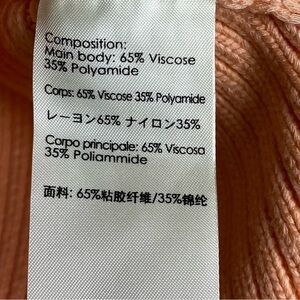 Composition:
Main body: 65% Viscose
35% Polyamide
Corps: 65% Viscose 35% Polyamide
レーヨン65% ナイロン35%
Corpo principale: 65% Viscosa
35% Poliammide
面料: 65%粘胶纤维/35%锦纶